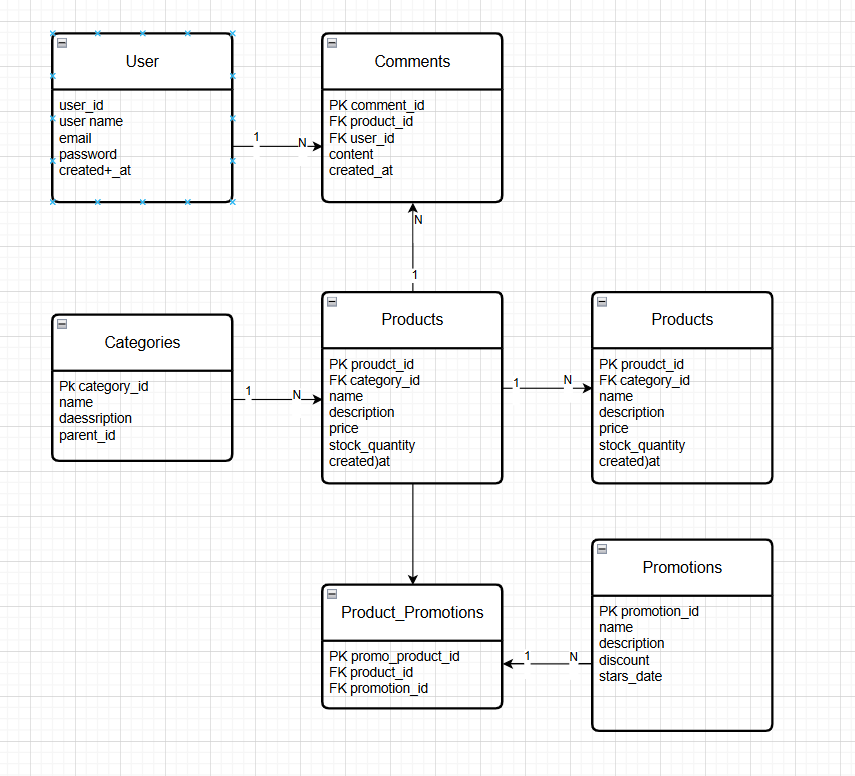 User
user_id
user name
email
password
created+_at
1
N
Comments
PK comment_id
FK product_id
FK user_id
content
created_at
N
1
Categories
Pk category_id
name
daessription
parent_id
1
N
Products
PK proudct_id
FK category_id
name
description
price
stock_quantity
created)at
1
N
Products
PK proudct_id
FK category_id
name
description
price
stock_quantity
created)at
Product_Promotions
PK promo_product_id
FK product_id
FK promotion_id
1
N
Promotions
PK promotion_id
name
description
discount
stars_date